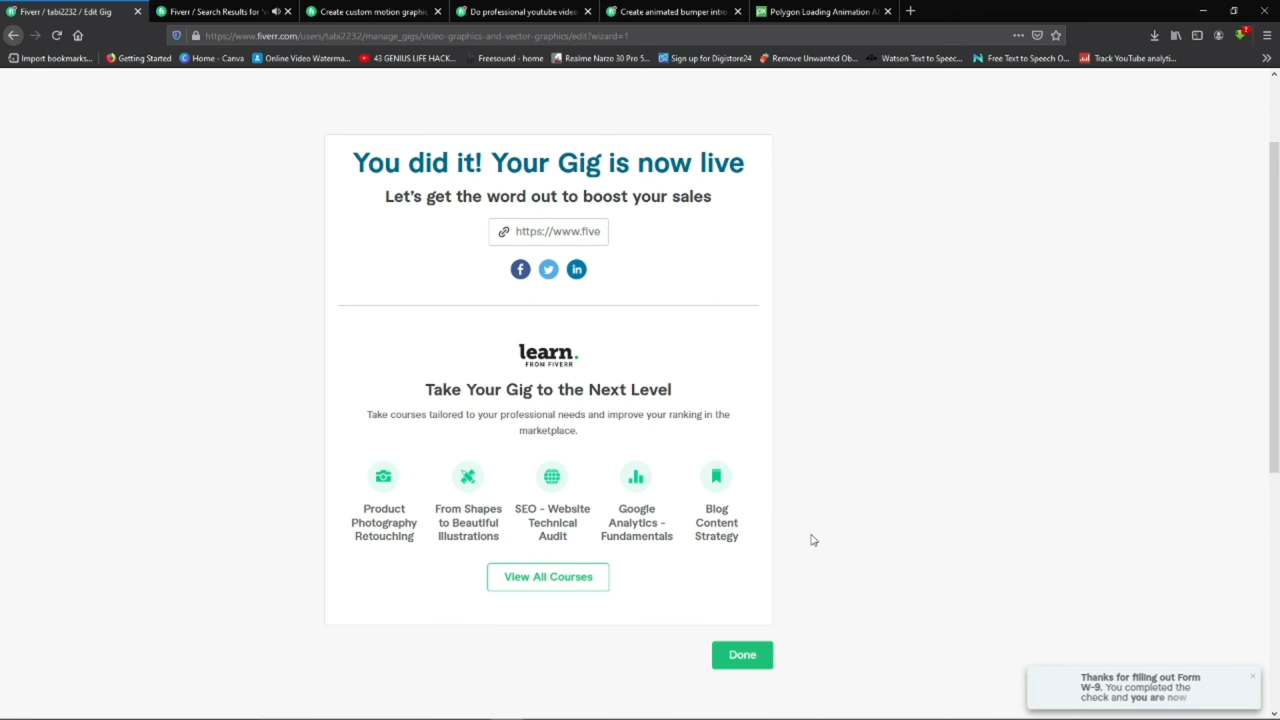 Fiverr / tabi2232 / Edit Gig
Fiverr / Search Results for '
Create custom motion graphic
Do professional youtube video
Create animated bumper intro
Polygon Loading Animation Al
https://www.fiverr.com/users/tabi2232/manage_gigs/video-graphics-and-vector-graphics/edit?wizard=1
Import bookmarks...
Getting Started
Home - Canva
Online Video Waterma...
43 GENIUS LIFE HACK...
Freesound - home
Realme Narzo 30 Pro 5...
Sign up for Digistore24
Remove Unwanted Ob...
Watson Text to Speec...
Free Text to Speech O...
Track YouTube analyti...
You did it! Your Gig is now live
Let's get the word out to boost your sales
https://www.five
learn.
FROM FIVERR
Take Your Gig to the Next Level
Take courses tailored to your professional needs and improve your ranking in the
marketplace.
Product
Photography
Retouching
From Shapes
to Beautiful
Illustrations
SEO - Website
Technical
Audit
Google
Analytics -
Fundamentals
Blog
Content
Strategy
View All Courses
Done
Thanks for filling out Form
W-9. You completed the
check and you are now